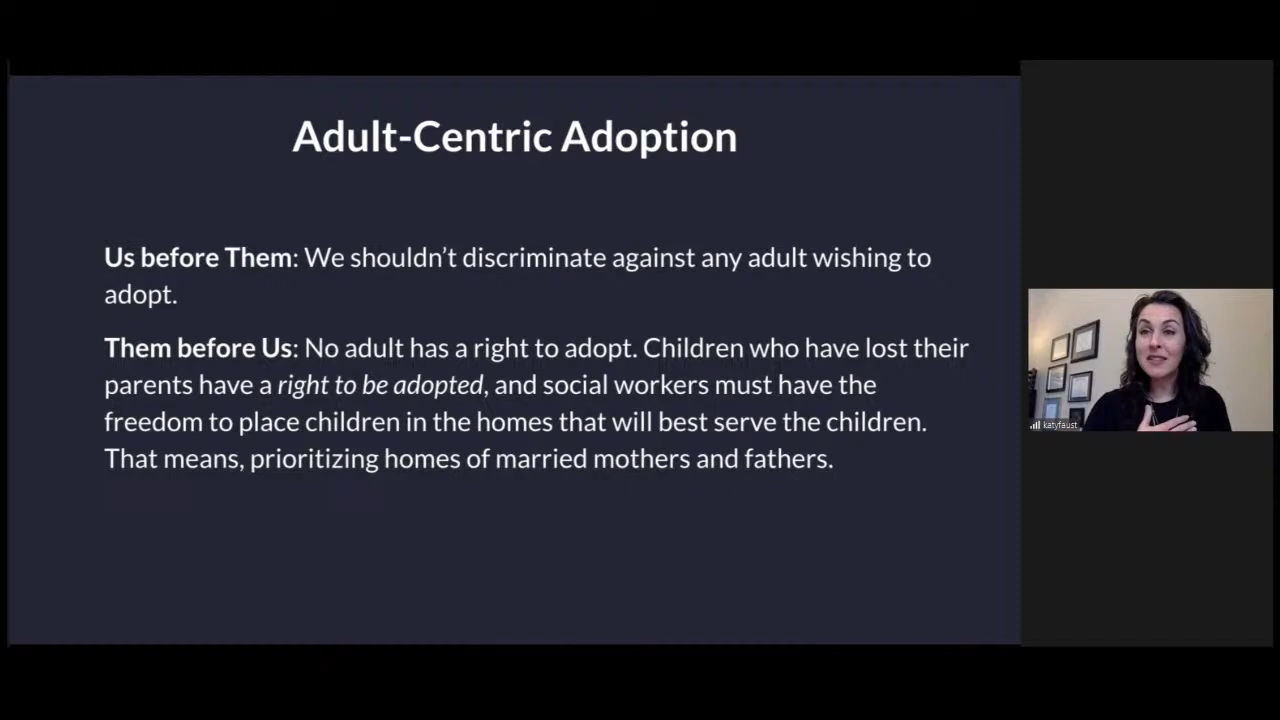 Adult-Centric Adoption
Us before Them: We shouldn’t discriminate against any adult wishing to
adopt.
Them before Us: No adult has a right to adopt. Children who have lost their
parents have a right to be adopted, and social workers must have the
freedom to place children in the homes that will best serve the children.
That means, prioritizing homes of married mothers and fathers.
katyfaust